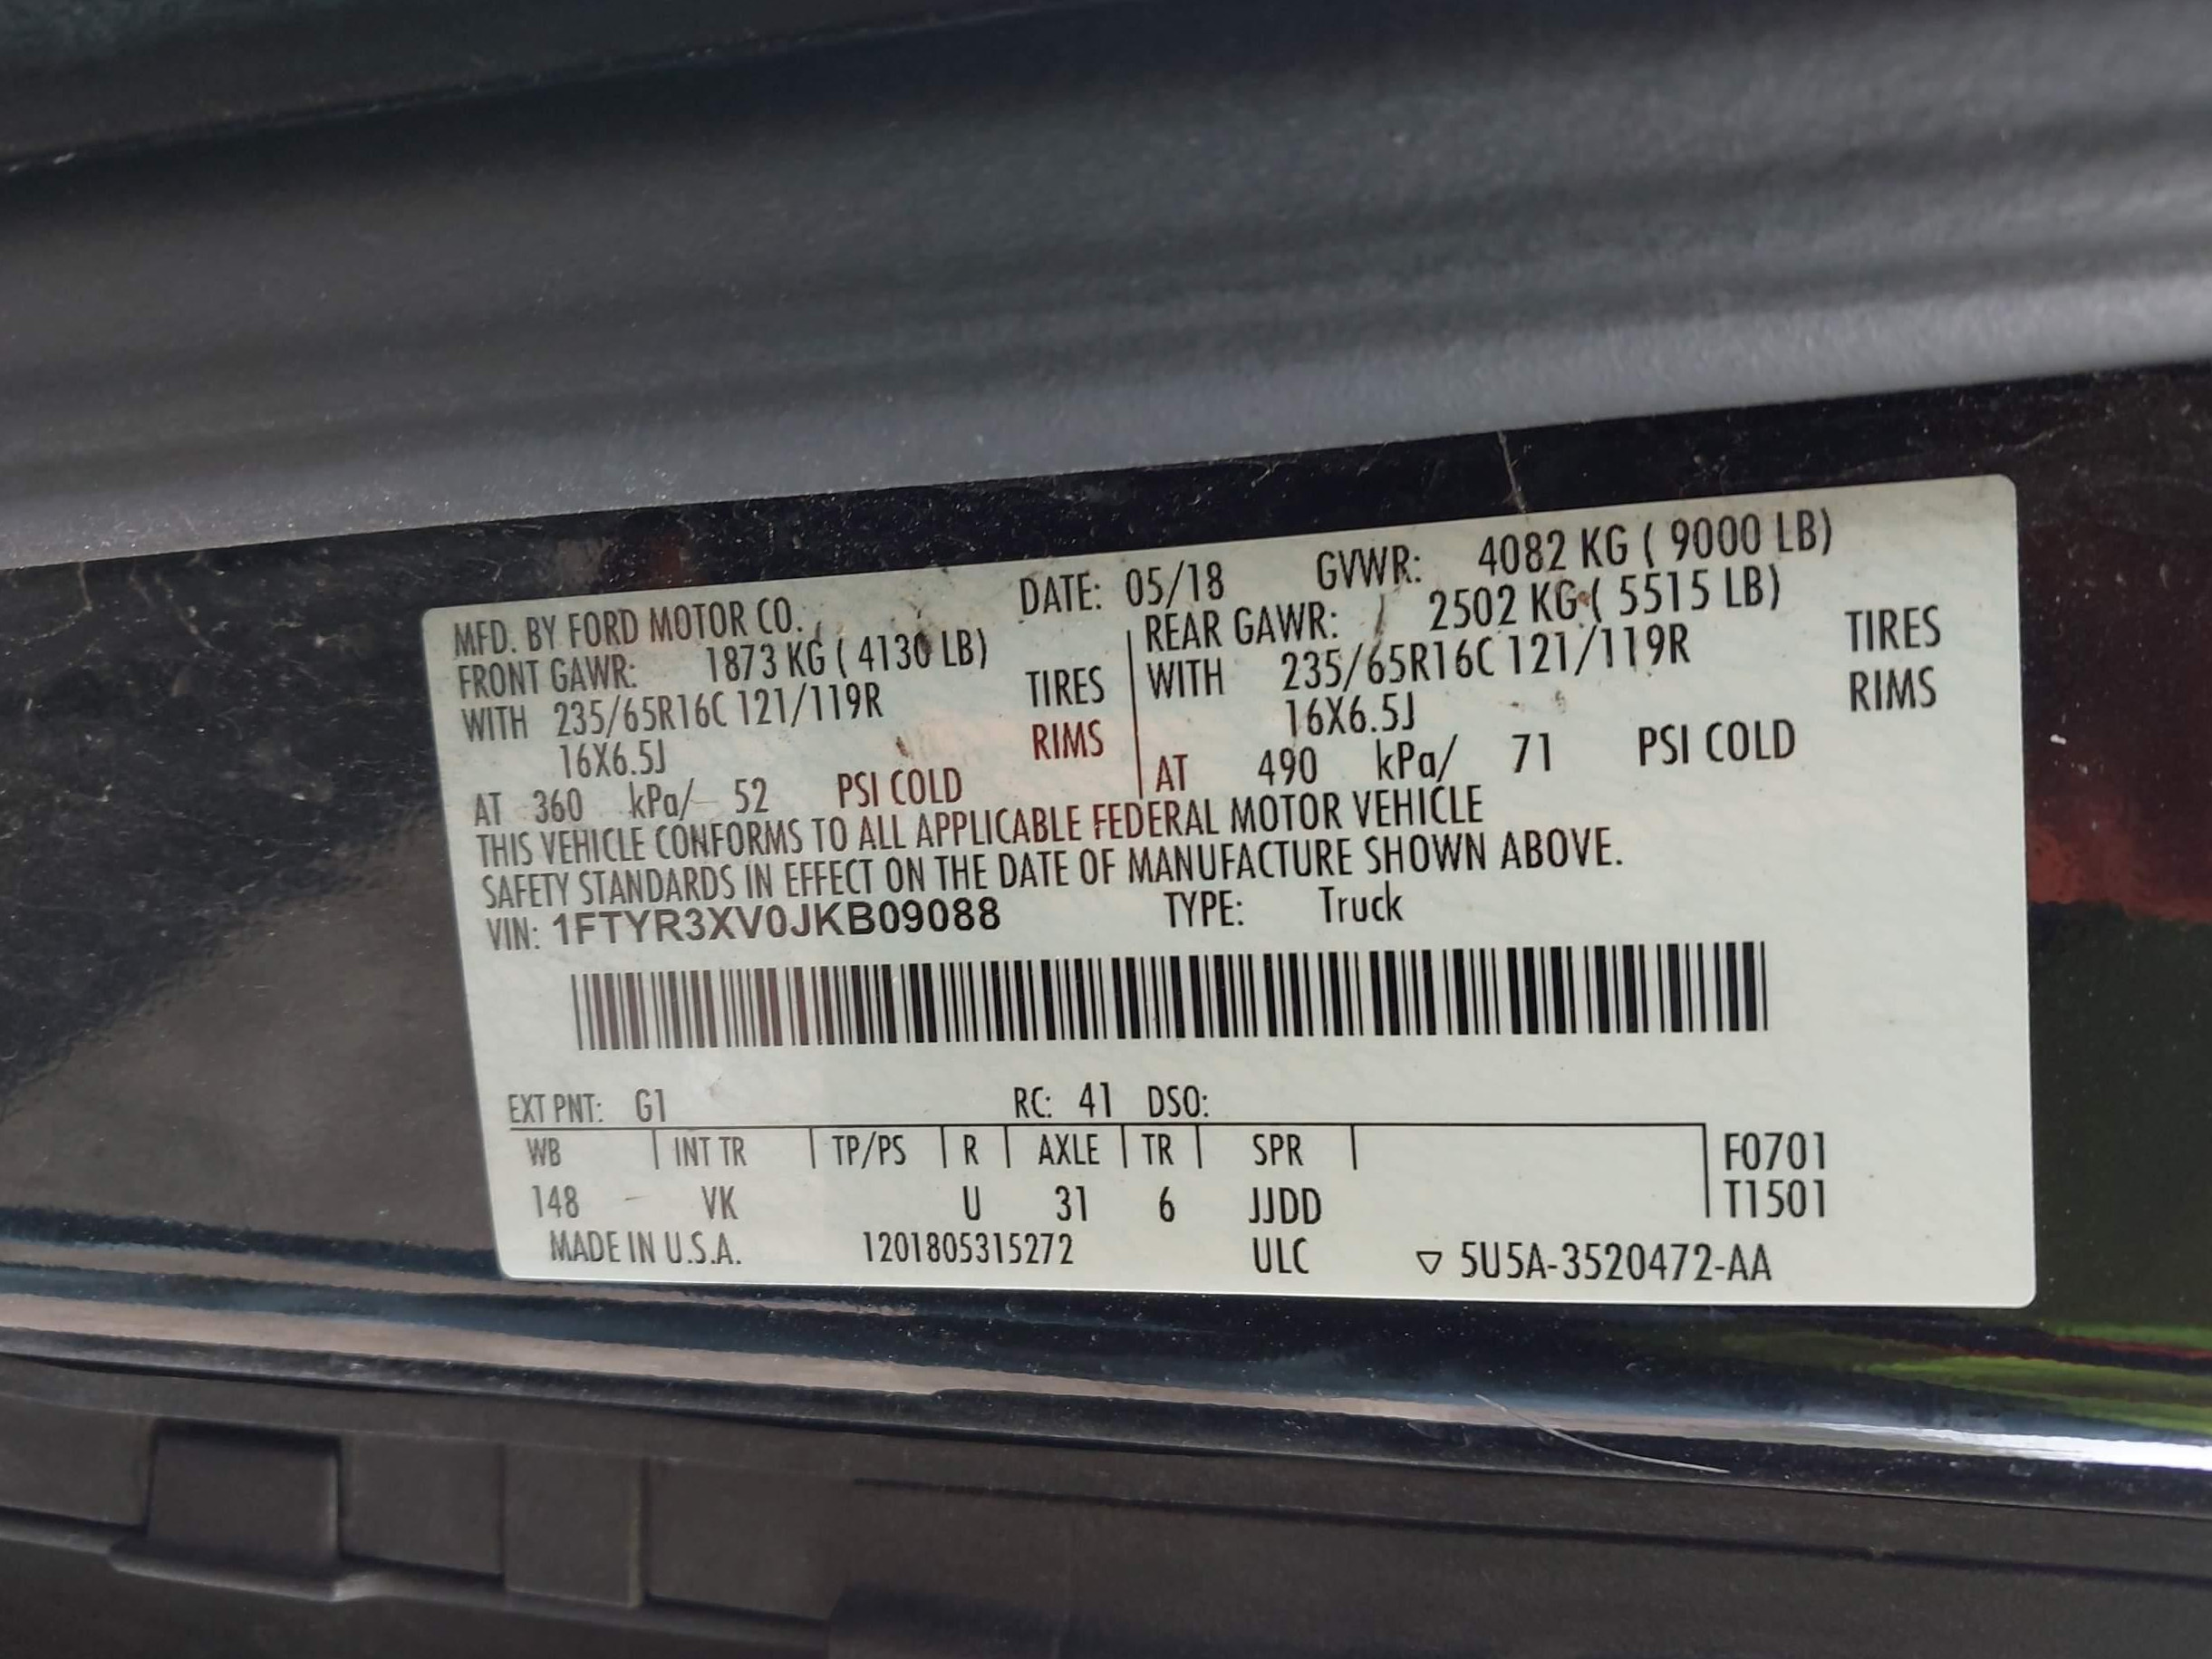 MFD. BY FORD MOTOR CO. DATE: 05/18 GVWR: 4082 KG ( 9000 LB)
FRONT GAWR: 1873 KG ( 4130 LB) REAR GAWR: 2502 KG ( 5515 LB)
WITH 235/65R16C 121/119R TIRES WITH 235/65R16C 121/119R TIRES
16X6.5J RIMS 16X6.5J RIMS
AT 360 kPa/ 52 PSI COLD AT 490 kPa/ 71 PSI COLD
THIS VEHICLE CONFORMS TO ALL APPLICABLE FEDERAL MOTOR VEHICLE
SAFETY STANDARDS IN EFFECT ON THE DATE OF MANUFACTURE SHOWN ABOVE.
VIN: 1FTYR3XV0JKB09088 TYPE: Truck
EXT PNT: G1 RC: 41 DSO:
WB INT TR TP/PS R AXLE TR SPR F0701
148 VK U 31 6 JJDD T1501
MADE IN U.S.A. 1201805315272 ULC ▽ 5U5A-3520472-AA